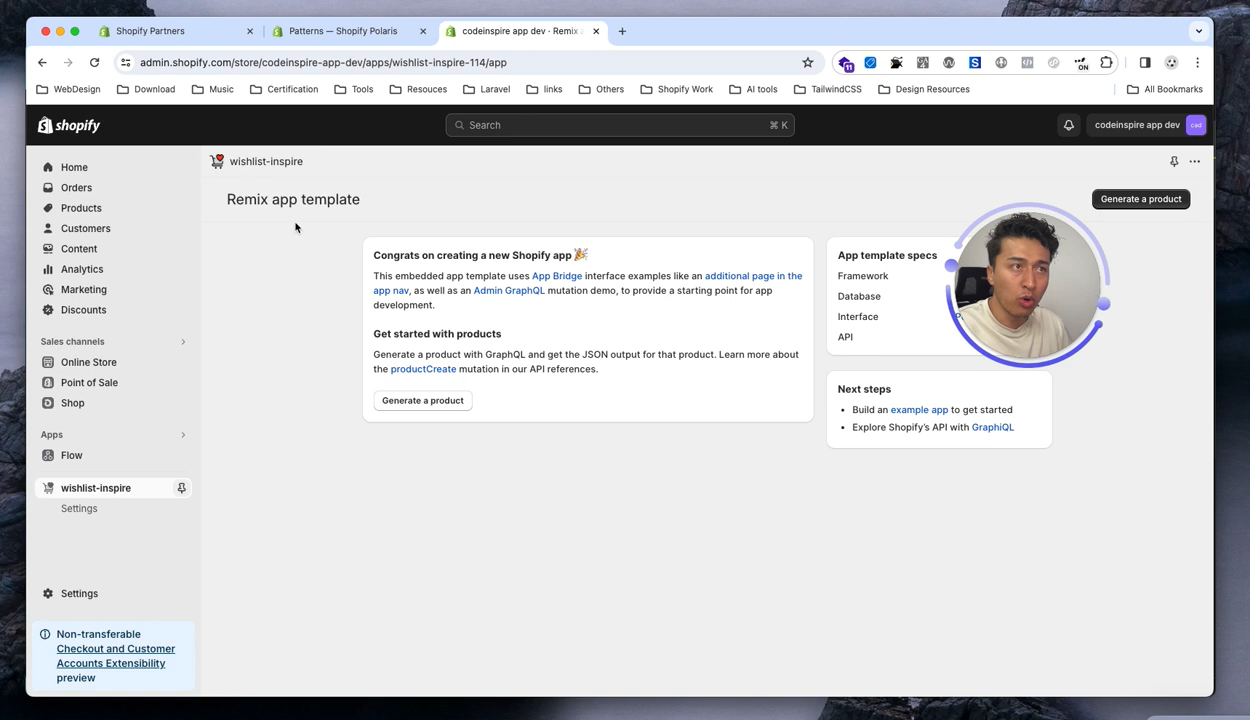 Shopify Partners
Patterns — Shopify Polaris
codeinspire app dev · Remix
admin.shopify.com/store/codeinspire-app-dev/apps/wishlist-inspire-114/app
11
ON
WebDesign
Download
Music
Certification
Tools
Resouces
Laravel
links
Others
Shopify Work
AI tools
TailwindCSS
Design Resources
All Bookmarks
shopify
Search
⌘ K
codeinspire app dev
cad
Home
Orders
Products
Customers
Content
Analytics
Marketing
Discounts
Sales channels
Online Store
Point of Sale
Shop
Apps
Flow
wishlist-inspire
Settings
Settings
Non-transferable
Checkout and Customer
Accounts Extensibility
preview
wishlist-inspire
Remix app template
Generate a product
Congrats on creating a new Shopify app 🎉
This embedded app template uses App Bridge interface examples like an additional page in the
app nav, as well as an Admin GraphQL mutation demo, to provide a starting point for app
development.
Get started with products
Generate a product with GraphQL and get the JSON output for that product. Learn more about
the productCreate mutation in our API references.
Generate a product
App template specs
Framework
Database
Interface
API
Next steps
• Build an example app to get started
• Explore Shopify's API with GraphiQL